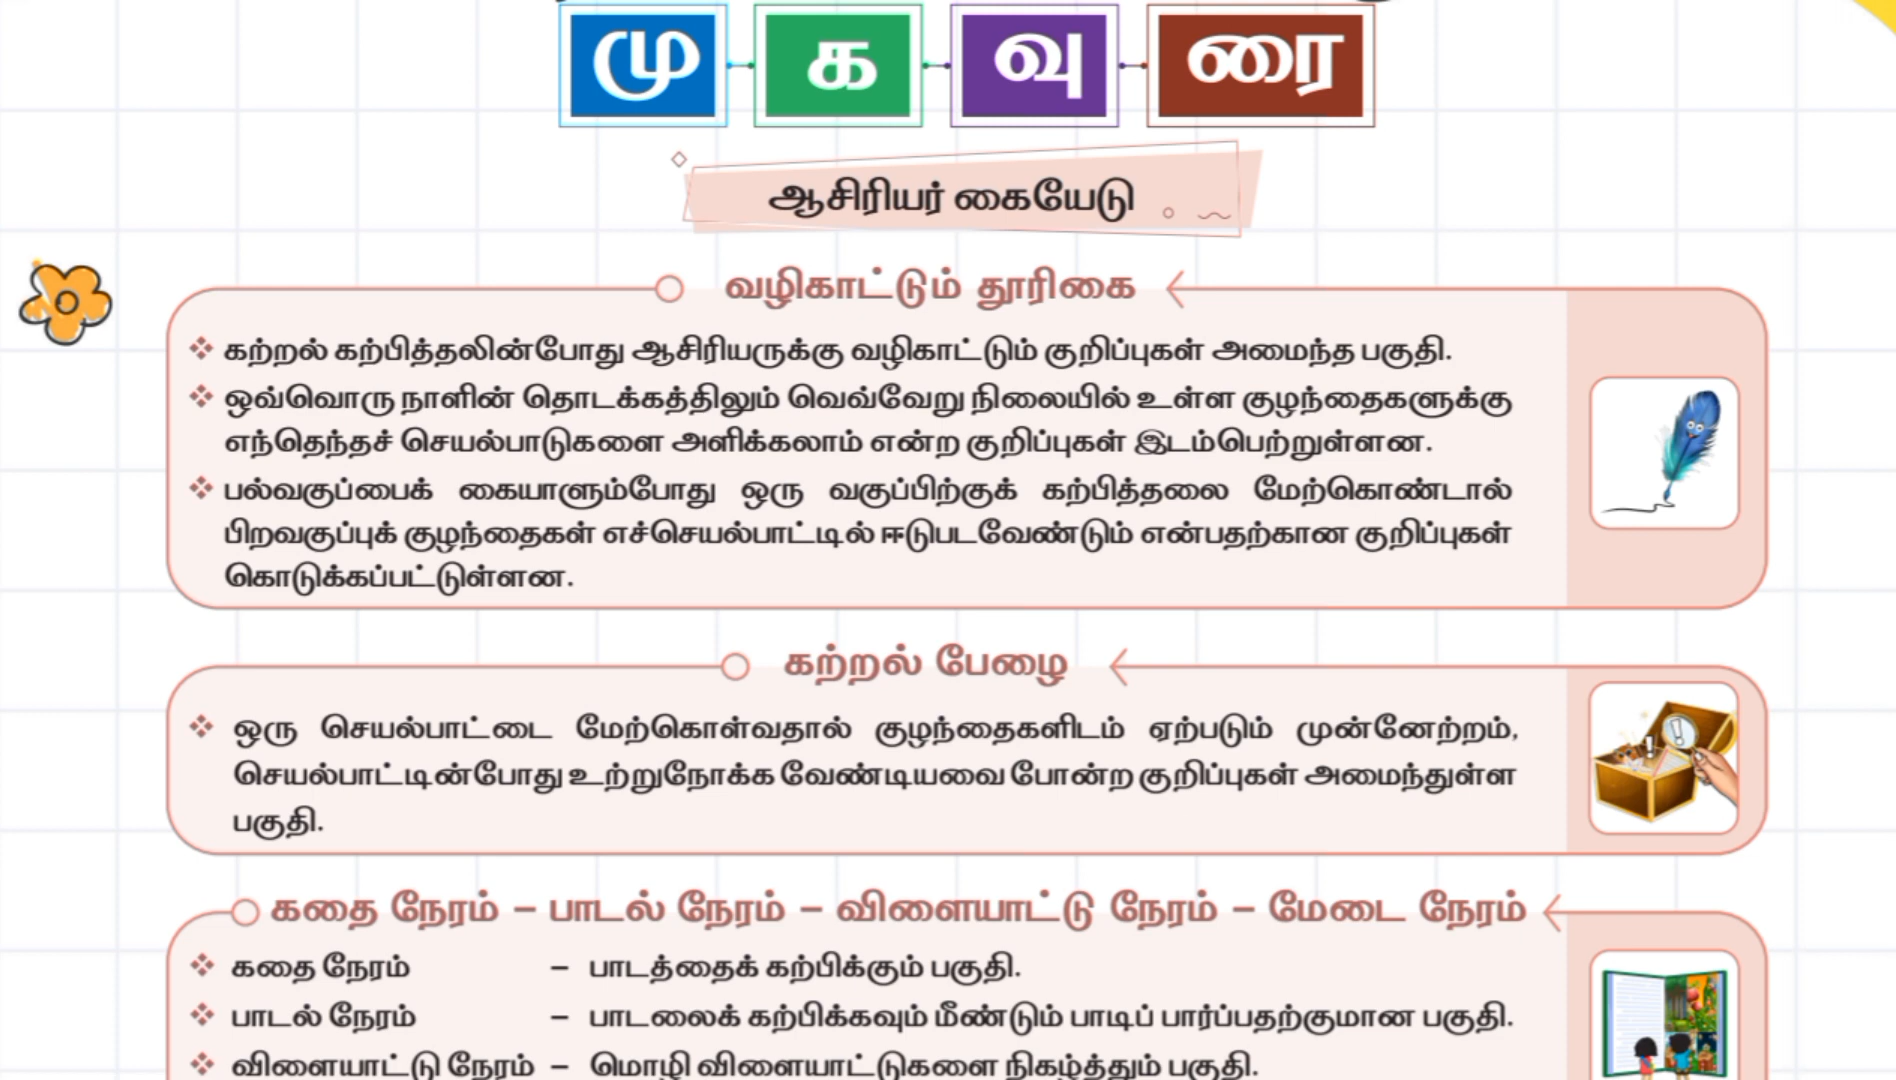 முகவுரை
ஆசிரியர் கையேடு
வழிகாட்டும் தூரிகை
❖ கற்றல் கற்பித்தலின்போது ஆசிரியருக்கு வழிகாட்டும் குறிப்புகள் அமைந்த பகுதி.
❖ ஒவ்வொரு நாளின் தொடக்கத்திலும் வெவ்வேறு நிலையில் உள்ள குழந்தைகளுக்கு
எந்தெந்தச் செயல்பாடுகளை அளிக்கலாம் என்ற குறிப்புகள் இடம்பெற்றுள்ளன.
❖ பல்வகுப்பைக் கையாளும்போது ஒரு வகுப்பிற்குக் கற்பித்தலை மேற்கொண்டால்
பிறவகுப்புக் குழந்தைகள் எச்செயல்பாட்டில் ஈடுபடவேண்டும் என்பதற்கான குறிப்புகள்
கொடுக்கப்பட்டுள்ளன.
கற்றல் பேழை
❖ ஒரு செயல்பாட்டை மேற்கொள்வதால் குழந்தைகளிடம் ஏற்படும் முன்னேற்றம்,
செயல்பாட்டின்போது உற்றுநோக்க வேண்டியவை போன்ற குறிப்புகள் அமைந்துள்ள
பகுதி.
கதை நேரம் – பாடல் நேரம் – விளையாட்டு நேரம் – மேடை நேரம்
❖ கதை நேரம் – பாடத்தைக் கற்பிக்கும் பகுதி.
❖ பாடல் நேரம் – பாடலைக் கற்பிக்கவும் மீண்டும் பாடிப் பார்ப்பதற்குமான பகுதி.
❖ விளையாட்டு நேரம் – மொழி விளையாட்டுகளை நிகழ்த்தும் பகுதி.